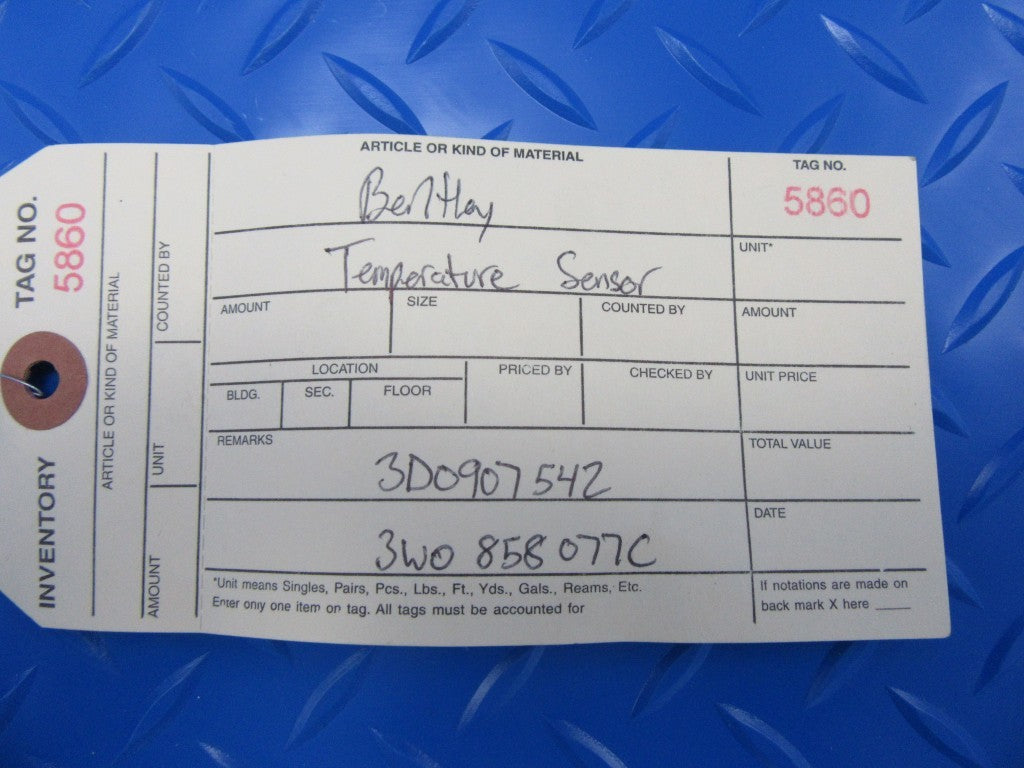 TAG NO.
5860
INVENTORY
ARTICLE OR KIND OF MATERIAL
COUNTED BY
UNIT
AMOUNT
ARTICLE OR KIND OF MATERIAL
Bentley
Temperature Sensor
TAG NO.
5860
UNIT*
AMOUNT
SIZE
COUNTED BY
AMOUNT
LOCATION
BLDG.
SEC.
FLOOR
PRICED BY
CHECKED BY
UNIT PRICE
REMARKS
3D0907542
TOTAL VALUE
3W0 858 077C
DATE
*Unit means Singles, Pairs, Pcs., Lbs., Ft., Yds., Gals., Reams, Etc.
Enter only one item on tag. All tags must be accounted for
If notations are made on
back mark X here _____